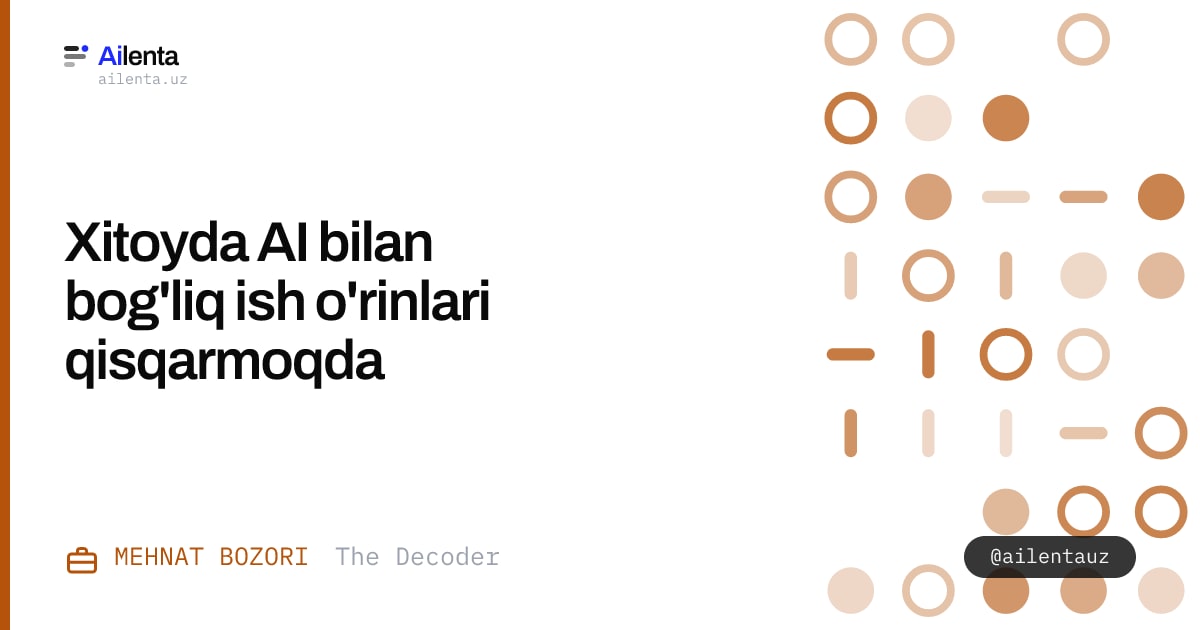 Ailenta
ailenta.uz
Xitoyda AI bilan
bog'liq ish o'rinlari
qisqarmoqda
MEHNAT BOZORI The Decoder
@ailentauz